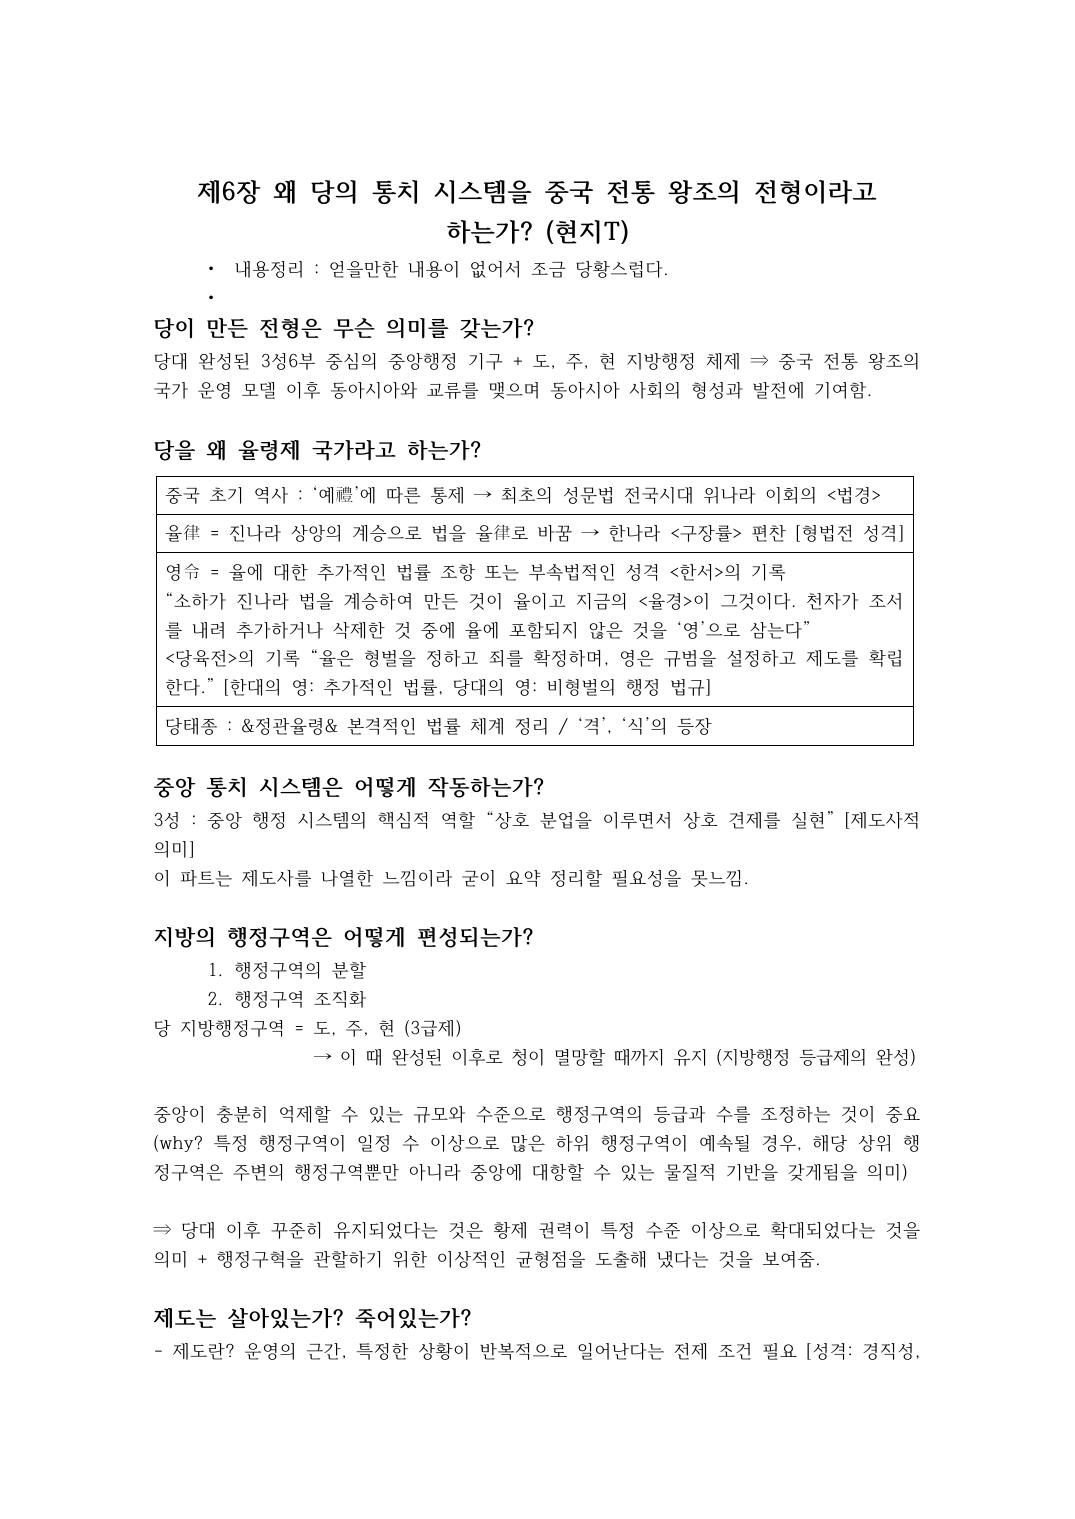 제6장 왜 당의 통치 시스템을 중국 전통 왕조의 전형이라고
하는가? (현지T)
• 내용정리 : 얻을만한 내용이 없어서 조금 당황스럽다.
•
당이 만든 전형은 무슨 의미를 갖는가?
당대 완성된 3성6부 중심의 중앙행정 기구 + 도, 주, 현 지방행정 체제 ⇒ 중국 전통 왕조의
국가 운영 모델 이후 동아시아와 교류를 맺으며 동아시아 사회의 형성과 발전에 기여함.
당을 왜 율령제 국가라고 하는가?
중국 초기 역사 : ‘예禮’에 따른 통제 → 최초의 성문법 전국시대 위나라 이회의 <법경>
율律 = 진나라 상앙의 계승으로 법을 율律로 바꿈 → 한나라 <구장률> 편찬 [형법전 성격]
영令 = 율에 대한 추가적인 법률 조항 또는 부속법적인 성격 <한서>의 기록
“소하가 진나라 법을 계승하여 만든 것이 율이고 지금의 <율경>이 그것이다. 천자가 조서
를 내려 추가하거나 삭제한 것 중에 율에 포함되지 않은 것을 ‘영’으로 삼는다”
<당육전>의 기록 “율은 형벌을 정하고 죄를 확정하며, 영은 규범을 설정하고 제도를 확립
한다.” [한대의 영: 추가적인 법률, 당대의 영: 비형벌의 행정 법규]
당태종 : &정관율령& 본격적인 법률 체계 정리 / ‘격’, ‘식’의 등장
중앙 통치 시스템은 어떻게 작동하는가?
3성 : 중앙 행정 시스템의 핵심적 역할 “상호 분업을 이루면서 상호 견제를 실현” [제도사적
의미]
이 파트는 제도사를 나열한 느낌이라 굳이 요약 정리할 필요성을 못느낌.
지방의 행정구역은 어떻게 편성되는가?
1. 행정구역의 분할
2. 행정구역 조직화
당 지방행정구역 = 도, 주, 현 (3급제)
→ 이 때 완성된 이후로 청이 멸망할 때까지 유지 (지방행정 등급제의 완성)
중앙이 충분히 억제할 수 있는 규모와 수준으로 행정구역의 등급과 수를 조정하는 것이 중요
(why? 특정 행정구역이 일정 수 이상으로 많은 하위 행정구역이 예속될 경우, 해당 상위 행
정구역은 주변의 행정구역뿐만 아니라 중앙에 대항할 수 있는 물질적 기반을 갖게됨을 의미)
⇒ 당대 이후 꾸준히 유지되었다는 것은 황제 권력이 특정 수준 이상으로 확대되었다는 것을
의미 + 행정구혁을 관할하기 위한 이상적인 균형점을 도출해 냈다는 것을 보여줌.
제도는 살아있는가? 죽어있는가?
- 제도란? 운영의 근간, 특정한 상황이 반복적으로 일어난다는 전제 조건 필요 [성격: 경직성,